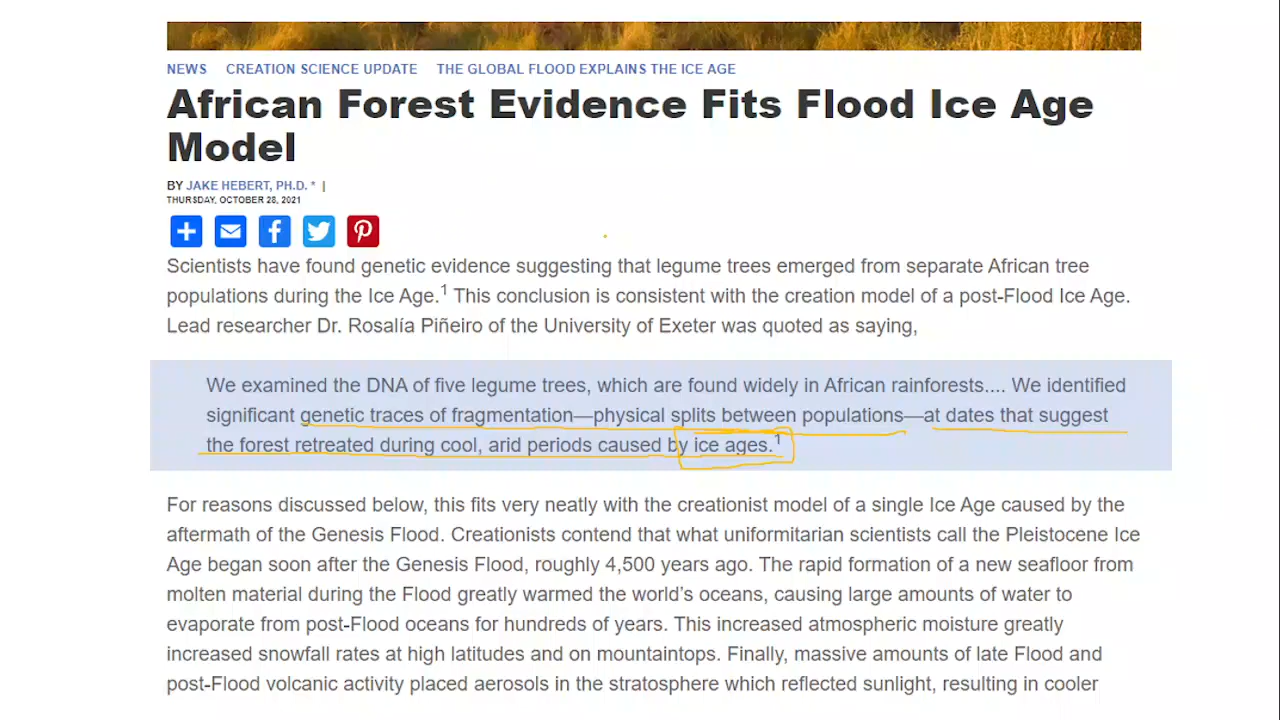 NEWS CREATION SCIENCE UPDATE THE GLOBAL FLOOD EXPLAINS THE ICE AGE
African Forest Evidence Fits Flood Ice Age
Model
BY JAKE HEBERT, PH.D. * |
THURSDAY, OCTOBER 28, 2021
Scientists have found genetic evidence suggesting that legume trees emerged from separate African tree
populations during the Ice Age.1 This conclusion is consistent with the creation model of a post-Flood Ice Age.
Lead researcher Dr. Rosalía Piñeiro of the University of Exeter was quoted as saying,
We examined the DNA of five legume trees, which are found widely in African rainforests.... We identified
significant genetic traces of fragmentation—physical splits between populations—at dates that suggest
the forest retreated during cool, arid periods caused by ice ages.1
For reasons discussed below, this fits very neatly with the creationist model of a single Ice Age caused by the
aftermath of the Genesis Flood. Creationists contend that what uniformitarian scientists call the Pleistocene Ice
Age began soon after the Genesis Flood, roughly 4,500 years ago. The rapid formation of a new seafloor from
molten material during the Flood greatly warmed the world's oceans, causing large amounts of water to
evaporate from post-Flood oceans for hundreds of years. This increased atmospheric moisture greatly
increased snowfall rates at high latitudes and on mountaintops. Finally, massive amounts of late Flood and
post-Flood volcanic activity placed aerosols in the stratosphere which reflected sunlight, resulting in cooler